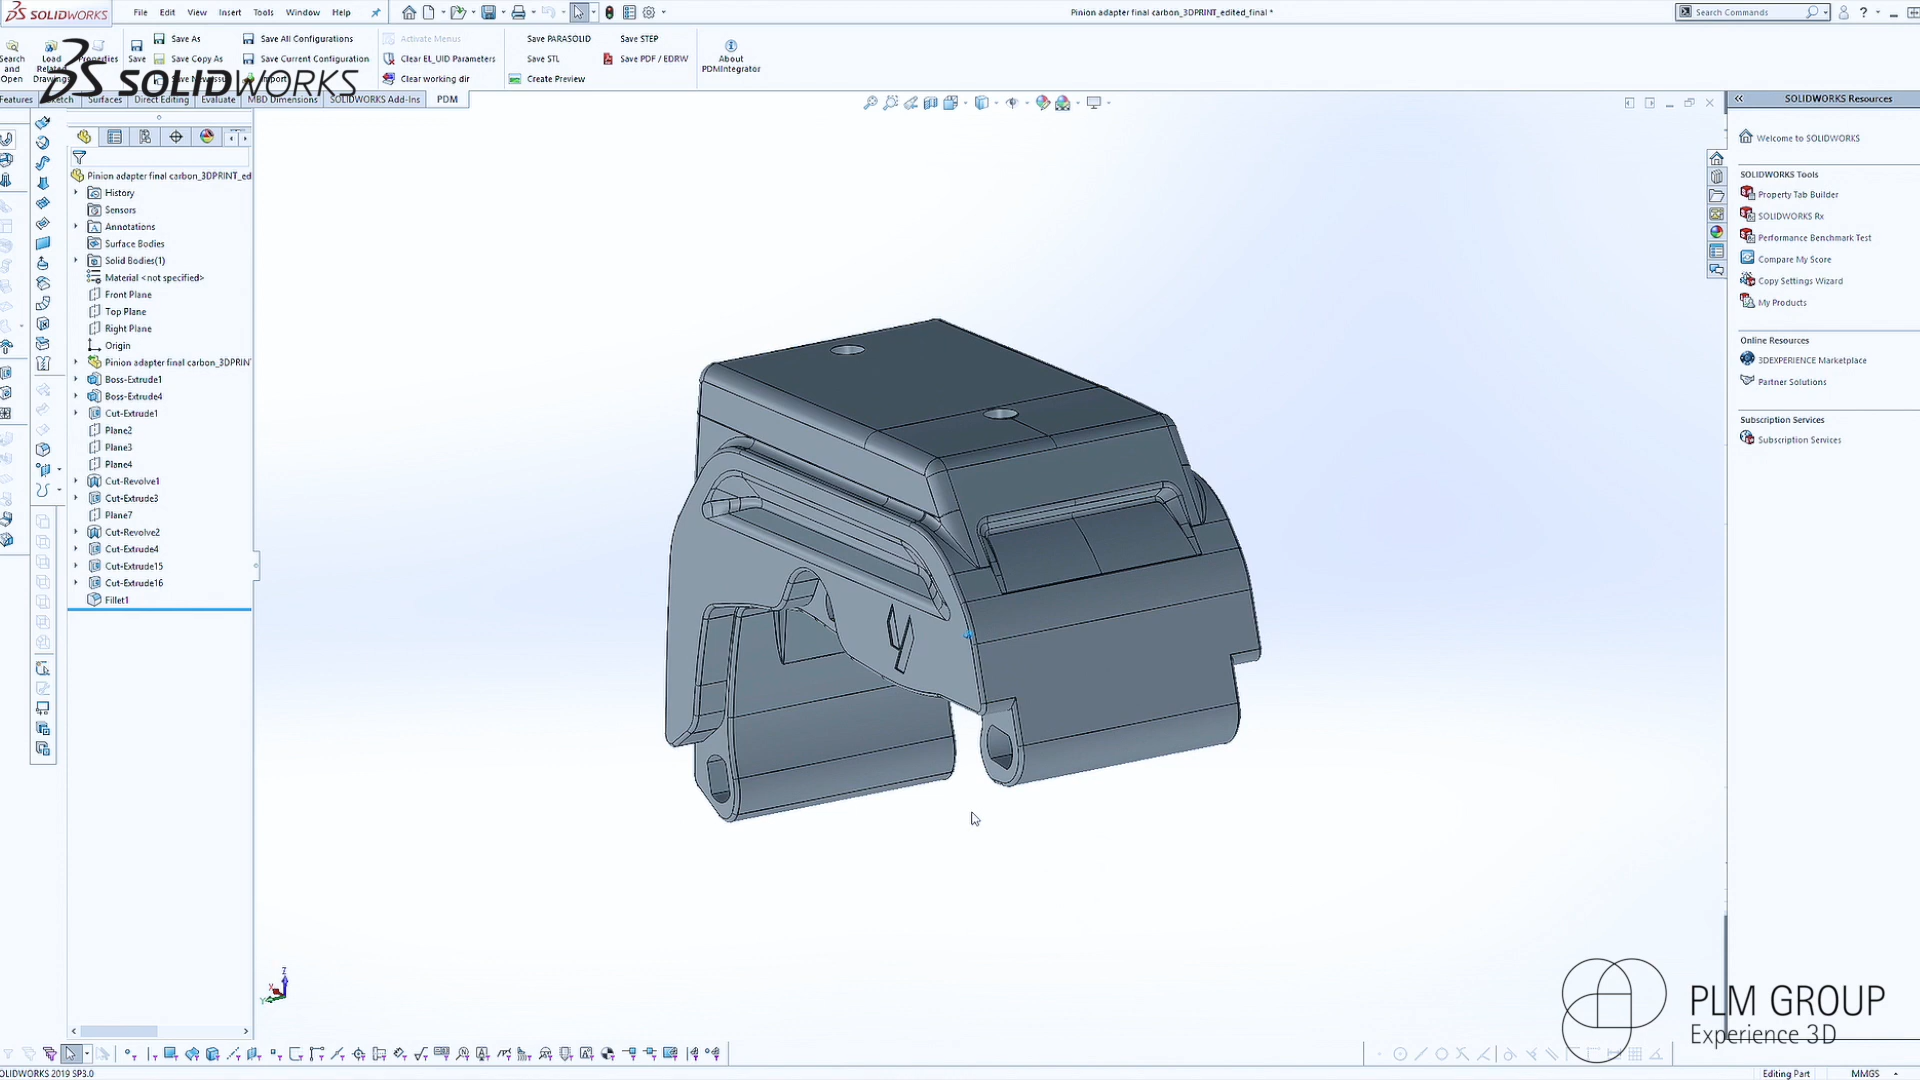 SOLIDWORKS
File Edit View Insert Tools Window Help
Pinion adapter final carbon_3DPRINT_edited_final *
Search Commands
Search and Open
Load
Properties
Save
Save As
Save Copy As
Save All Configurations
Save Current Configuration
Import
Activate Menus
Clear EL_UID Parameters
Clear working dir
Save PARASOLID
Save STL
Create Preview
Save STEP
Save PDF / EDRW
About PDMIntegrator
SOLIDWORKS
Features Sketch Surfaces Direct Editing Evaluate MBD Dimensions SOLIDWORKS Add-Ins PDM
Pinion adapter final carbon_3DPRINT_ed
History
Sensors
Annotations
Surface Bodies
Solid Bodies(1)
Material <not specified>
Front Plane
Top Plane
Right Plane
Origin
Pinion adapter final carbon_3DPRIN
Boss-Extrude1
Boss-Extrude4
Cut-Extrude1
Plane2
Plane3
Plane4
Cut-Revolve1
Cut-Extrude3
Plane7
Cut-Revolve2
Cut-Extrude4
Cut-Extrude15
Cut-Extrude16
Fillet1
Z
X
Y
SOLIDWORKS Resources
Welcome to SOLIDWORKS
SOLIDWORKS Tools
Property Tab Builder
SOLIDWORKS Rx
Performance Benchmark Test
Compare My Score
Copy Settings Wizard
My Products
Online Resources
3DEXPERIENCE Marketplace
Partner Solutions
Subscription Services
Subscription Services
PLM GROUP
Experience 3D
OLIDWORKS 2019 SP3.0
Editing Part
MMGS